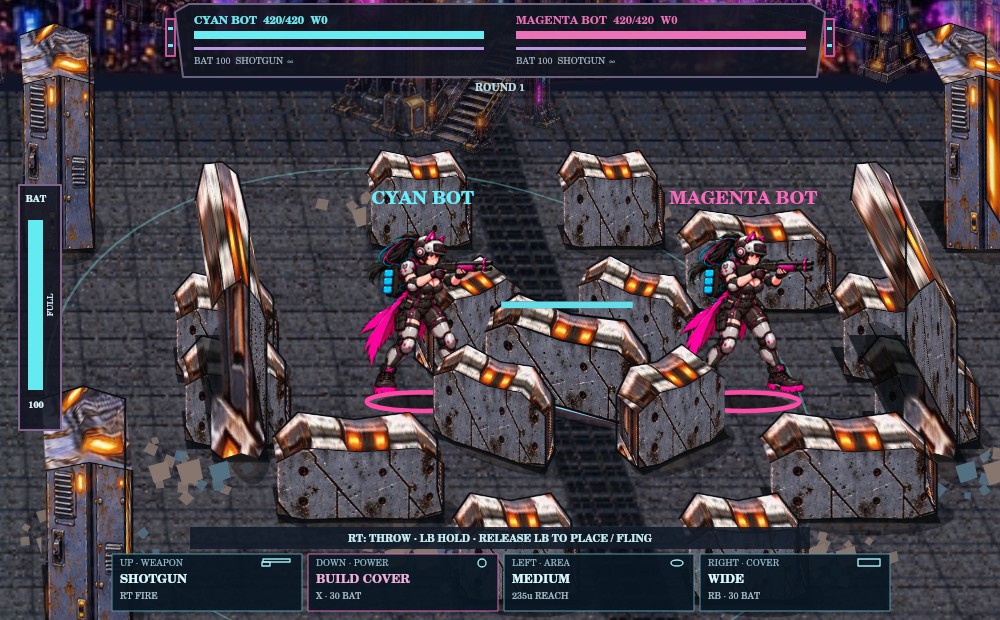 CYAN BOT 420/420 W0
MAGENTA BOT 420/420 W0
BAT 100 SHOTGUN ∞
BAT 100 SHOTGUN ∞
ROUND 1
CYAN BOT
MAGENTA BOT
BAT
FULL
100
RT: THROW · LB HOLD · RELEASE LB TO PLACE / FLING
UP · WEAPON
SHOTGUN
RT FIRE
DOWN · POWER
BUILD COVER
X · 30 BAT
LEFT · AREA
MEDIUM
235u REACH
RIGHT · COVER
WIDE
RB · 30 BAT